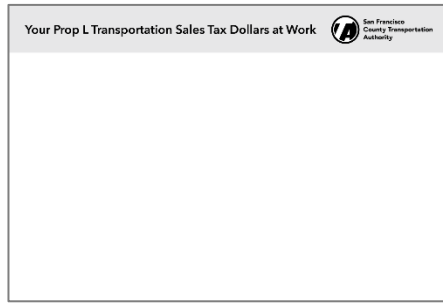 Your Prop L Transportation Sales Tax Dollars at Work
San Francisco
County Transportation
Authority